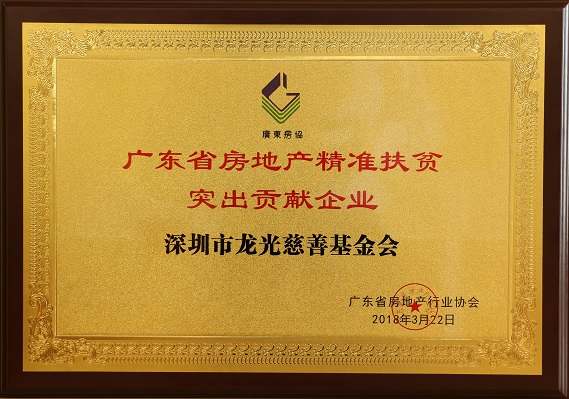 廣東房協
广东省房地产精准扶贫
突出贡献企业
深圳市龙光慈善基金会
广东省房地产行业协会
2018年3月22日